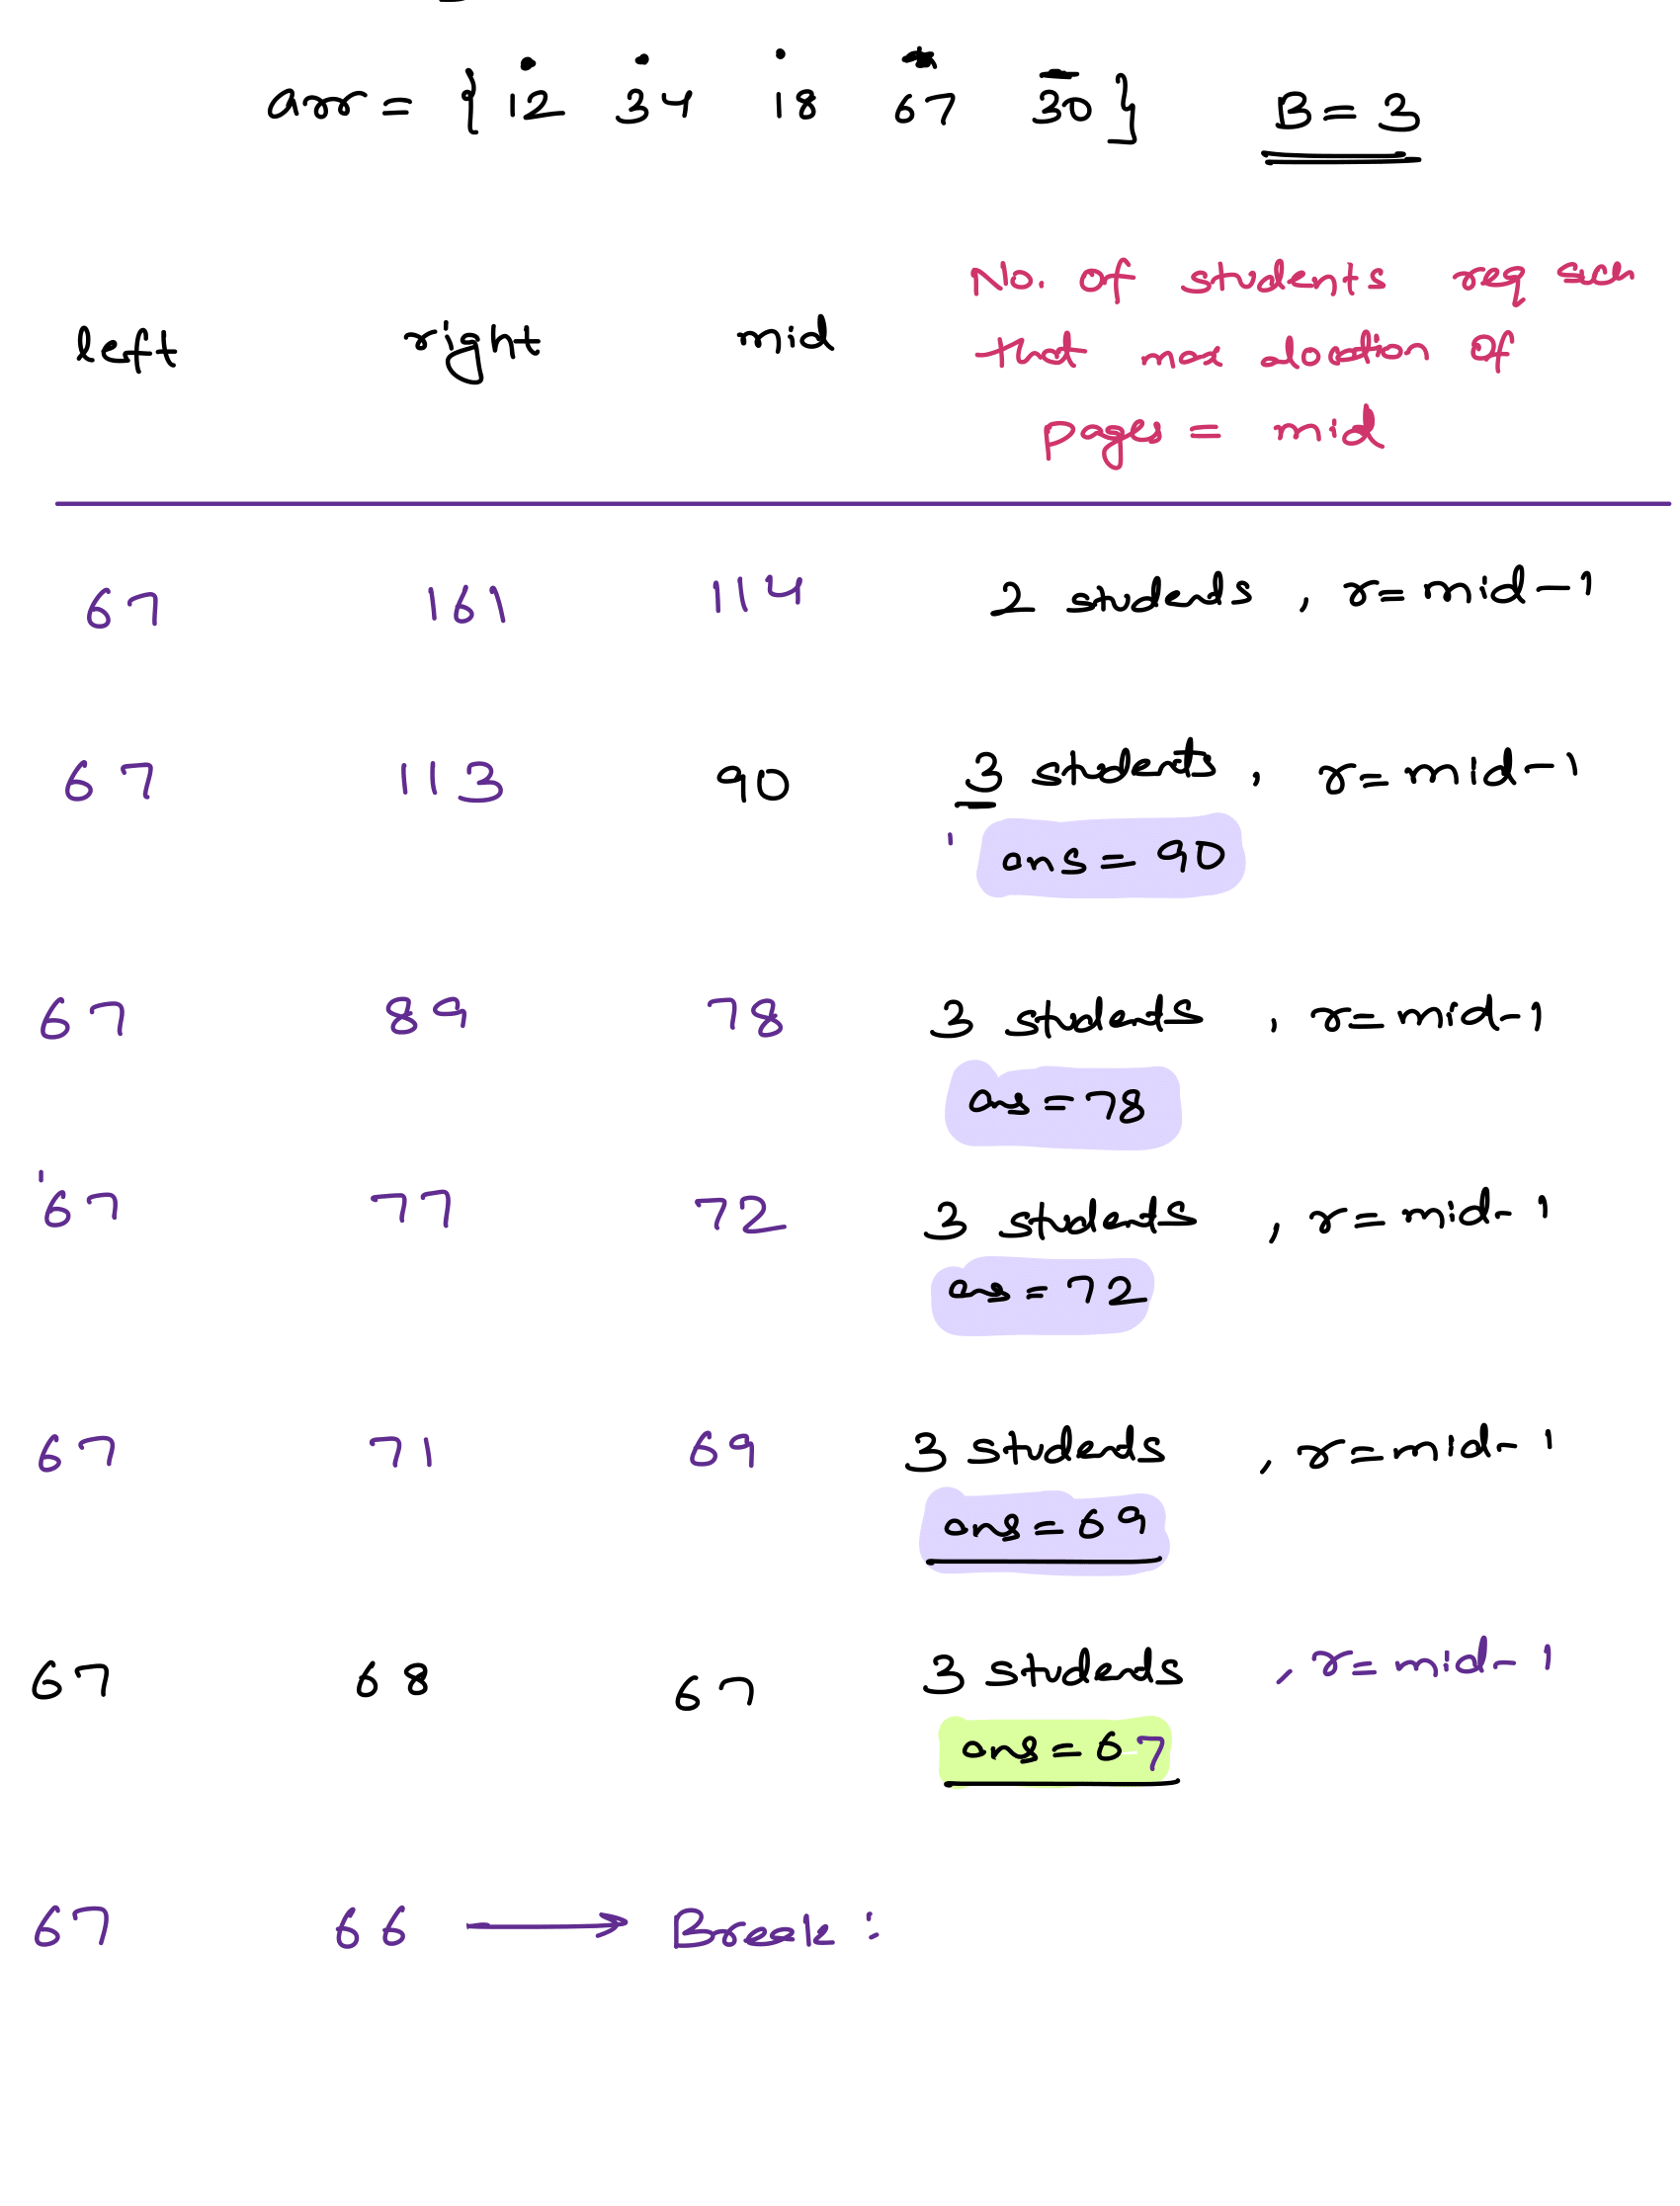 arr = { 12 34 18 67 30 } B = 3
No. of students req such
left right mid that max alocation of
pages = mid
67 161 114 2 students , r = mid - 1
67 113 90 3 students , r = mid - 1
ans = 90
67 89 78 3 students , r = mid - 1
ans = 78
67 77 72 3 students , r = mid - 1
ans = 72
67 71 69 3 students , r = mid - 1
ans = 69
67 68 67 3 students , r = mid - 1
ans = 67
67 66 → Break :